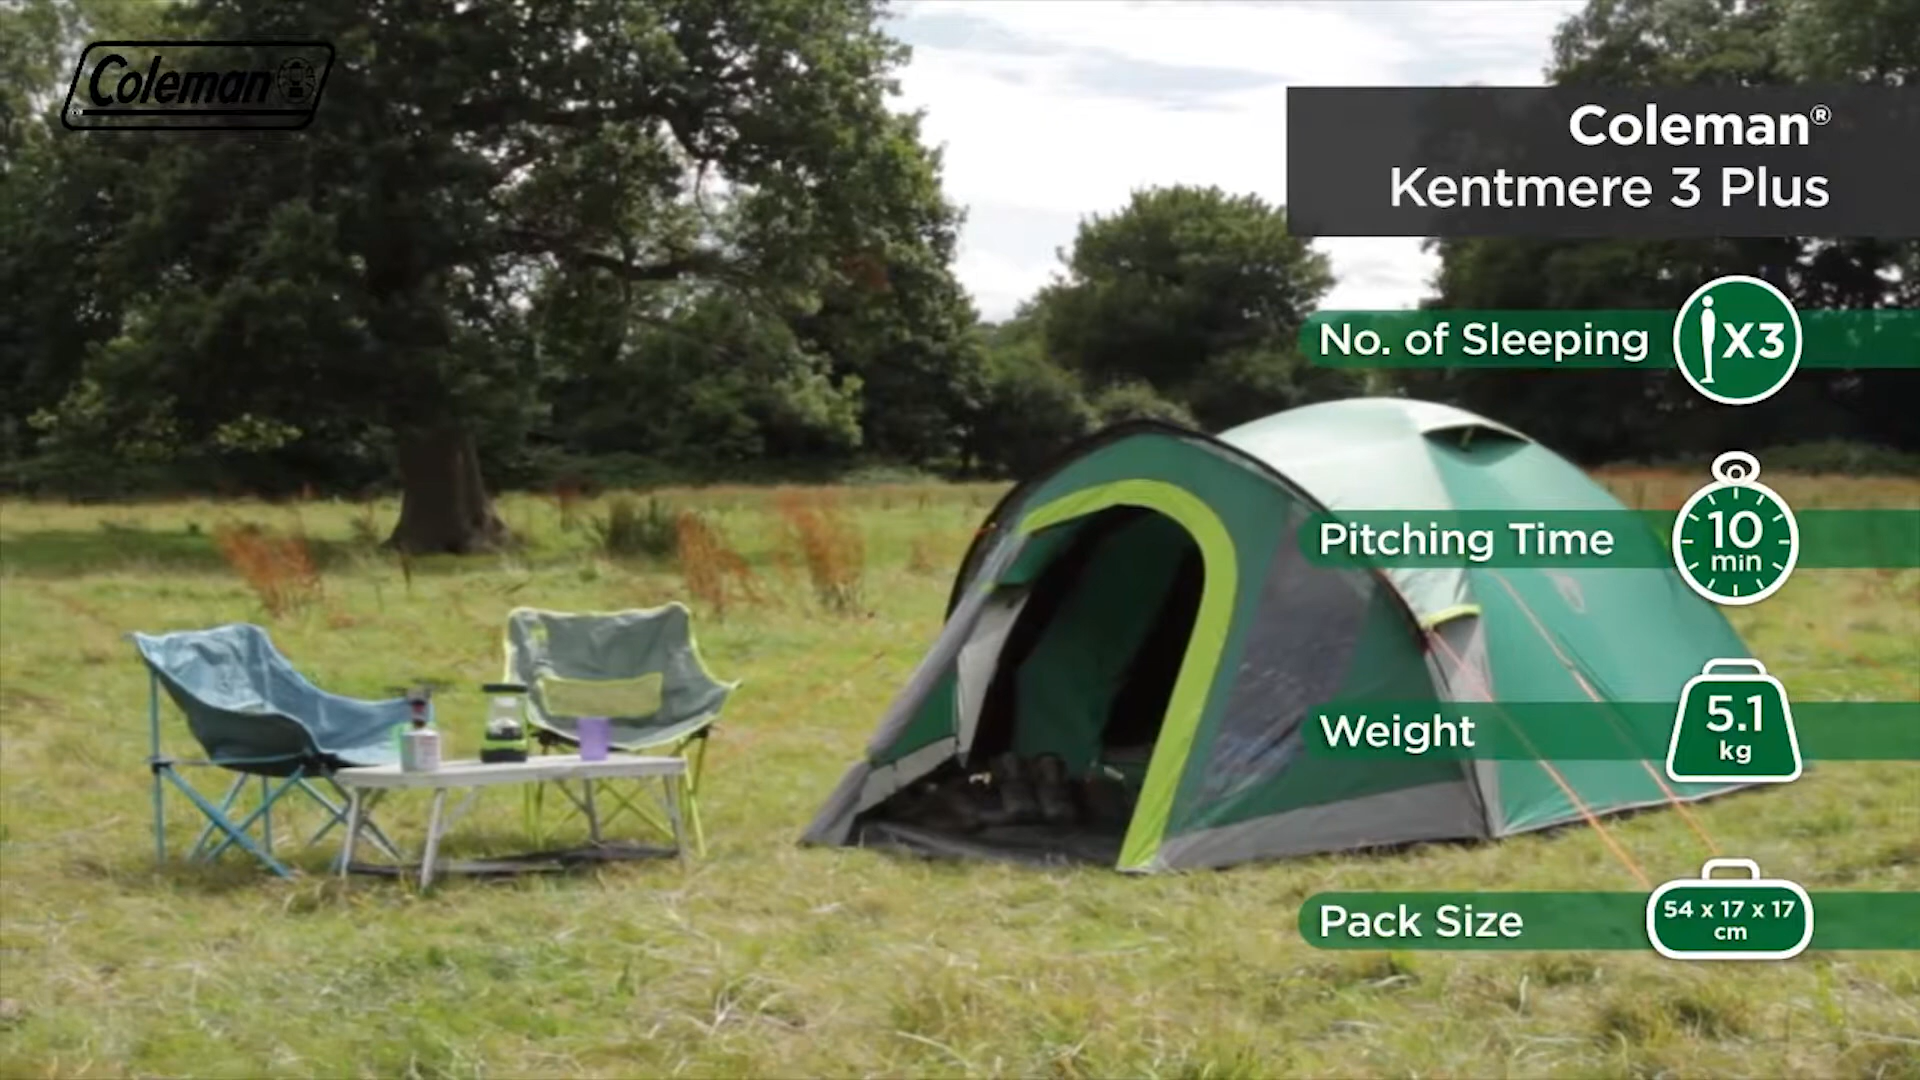 Coleman
Coleman®
Kentmere 3 Plus
No. of Sleeping X3
Pitching Time 10 min
Weight 5.1 kg
Pack Size 54 x 17 x 17 cm